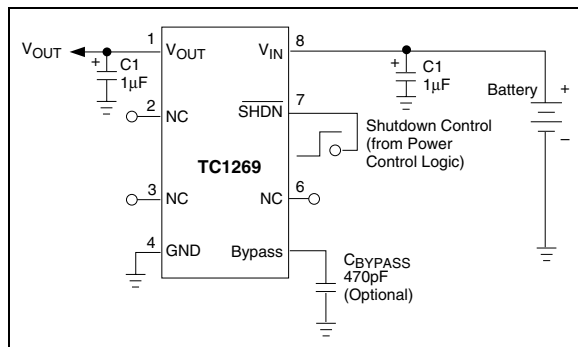 VOUT
1
VOUT
VIN
8
+
C1
1µF
+
C1
1µF
2
NC
SHDN
7
Battery
+
–
Shutdown Control
(from Power
Control Logic)
TC1269
3
NC
NC
6
4
GND
Bypass
CBYPASS
470pF
(Optional)